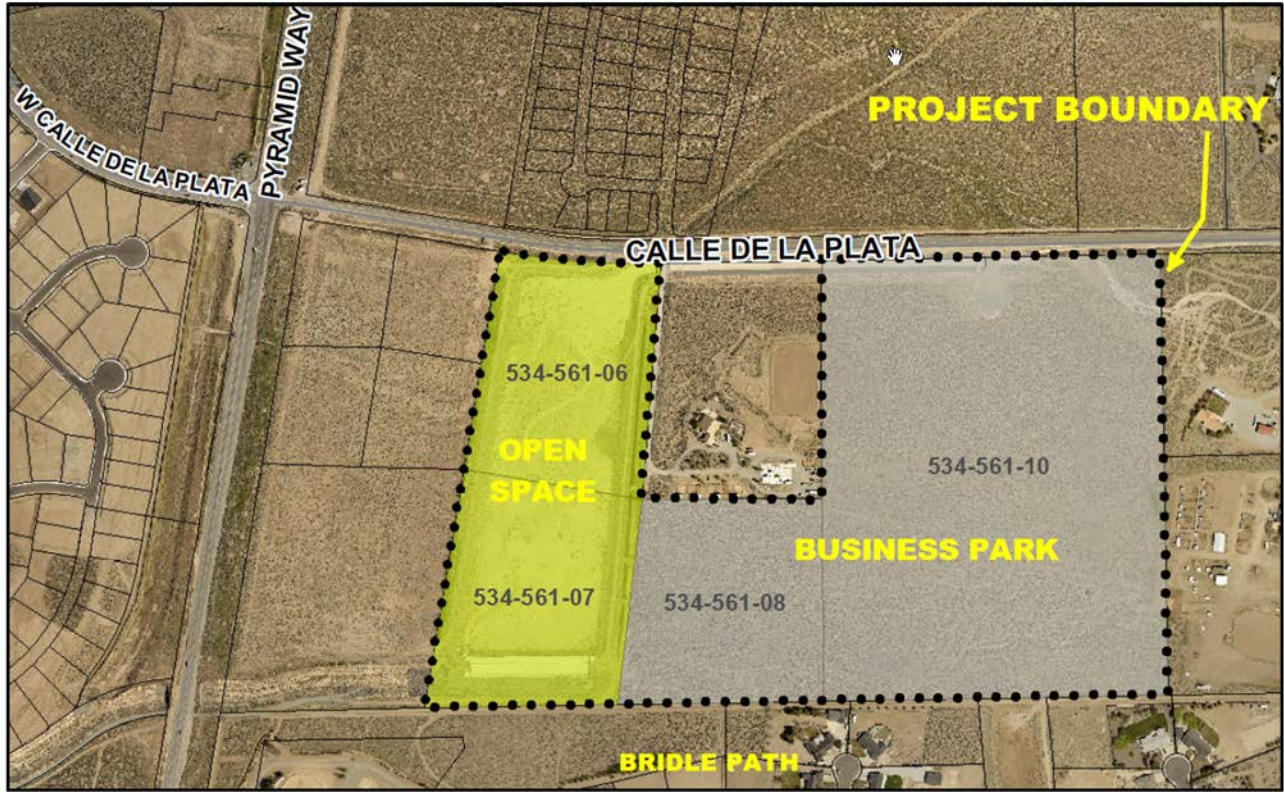 PYRAMID WAY
W CALLE DE LA PLATA
PROJECT BOUNDARY
CALLE DE LA PLATA
534-561-06
OPEN
SPACE
534-561-10
BUSINESS PARK
534-561-07
534-561-08
BRIDLE PATH